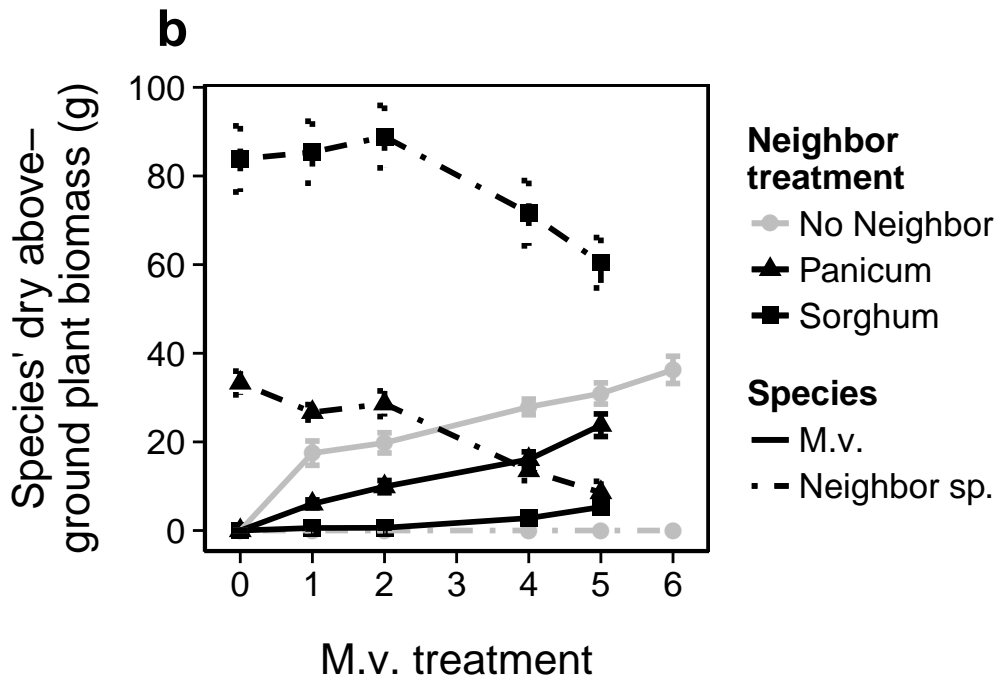 b
Species' dry above–
ground plant biomass (g)
100
80
60
40
20
0
0 1 2 3 4 5 6
M.v. treatment
Neighbor
treatment
No Neighbor
Panicum
Sorghum
Species
M.v.
Neighbor sp.